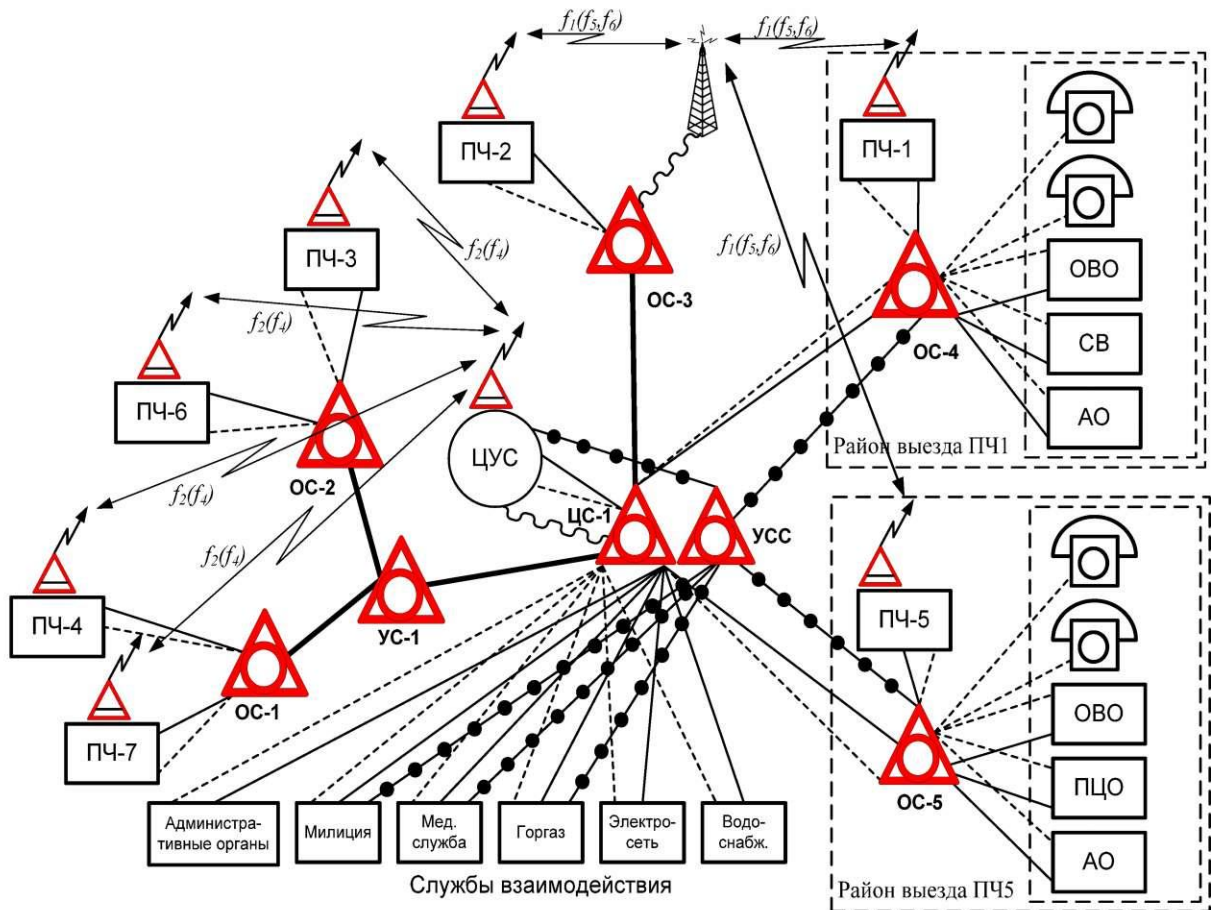 f₁(f₅,f₆)
f₁(f₅,f₆)
ПЧ-2
ПЧ-1
ПЧ-3
f₂(f₄)
f₁(f₅,f₆)
ОС-3
ОВО
ОС-4
СВ
f₂(f₄)
ПЧ-6
АО
Район выезда ПЧ1
ЦУС
ОС-2
f₂(f₄)
ЦС-1
УСС
f₂(f₄)
ПЧ-4
УС-1
ПЧ-5
ОС-1
ПЧ-7
ОВО
ОС-5
ПЦО
АО
Администра-
тивные органы
Милиция
Мед.
служба
Горгаз
Электро-
сеть
Водо-
снабж.
Службы взаимодействия
Район выезда ПЧ5